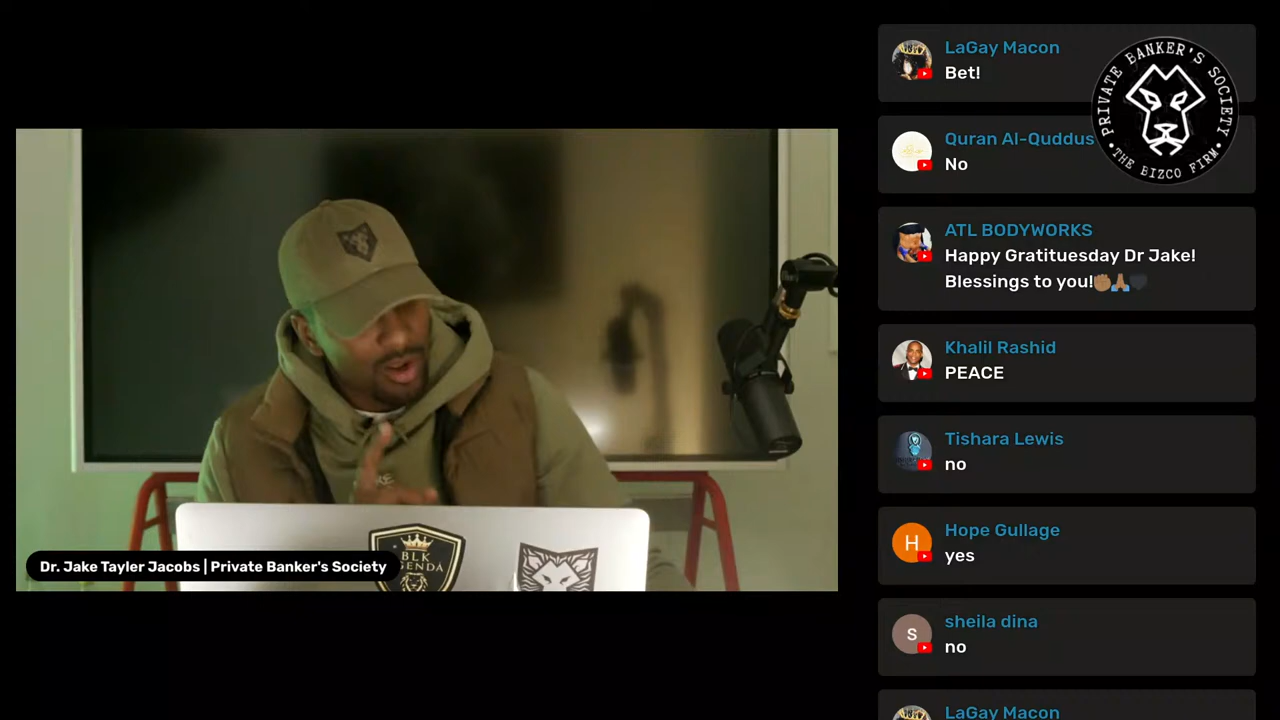 LaGay Macon
Bet!
PRIVATE BANKER'S SOCIETY
• THE BIZCO FIRM •
Quran Al-Quddus
No
ATL BODYWORKS
Happy Gratituesday Dr Jake!
Blessings to you!✊🏽🙏🏽🖤
Khalil Rashid
PEACE
Tishara Lewis
no
Hope Gullage
yes
H
sheila dina
no
S
LaGay Macon
BLK
Dr. Jake Tayler Jacobs | Private Banker's Society